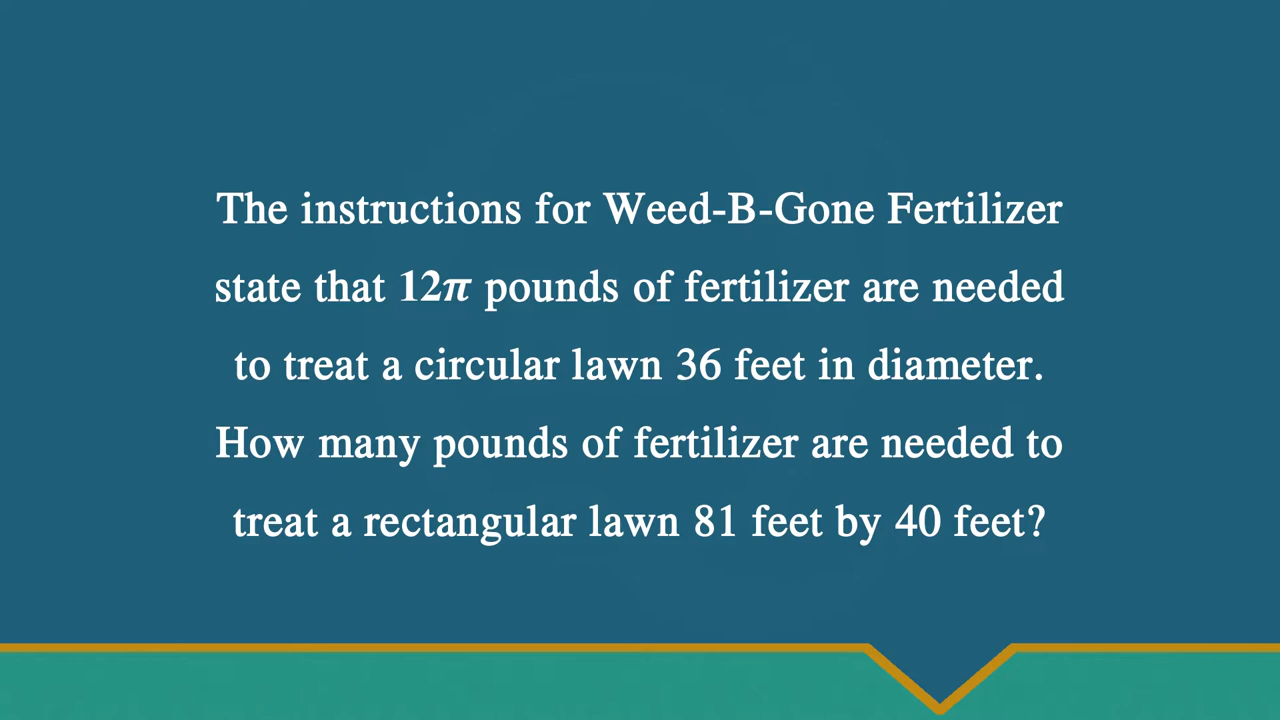 The instructions for Weed-B-Gone Fertilizer
state that 12π pounds of fertilizer are needed
to treat a circular lawn 36 feet in diameter.
How many pounds of fertilizer are needed to
treat a rectangular lawn 81 feet by 40 feet?